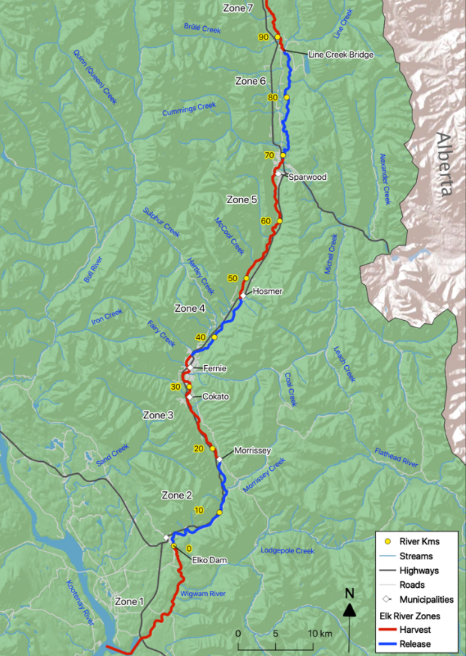 Zone 7
Brûlé Creek
Line Creek
90
Line Creek Bridge
Quinn (Queen) Creek
Zone 6
80
Cummings Creek
Alberta
70
Sparwood
Alexander Creek
Zone 5
Sulphur Creek
60
McCool Creek
Michel Creek
Bull River
Hartley Creek
50
Hosmer
Zone 4
Iron Creek
Fairy Creek
40
Leach Creek
Fernie
Coal Creek
30
Cokato
Zone 3
20
Morrissey
Sand Creek
Flathead River
Morrissey Creek
Zone 2
10
0
Lodgepole Creek
Elko Dam
Kootenay River
Wigwam River
Zone 1
N
0 5 10 km
River Kms
Streams
Highways
Roads
Municipalities
Elk River Zones
Harvest
Release